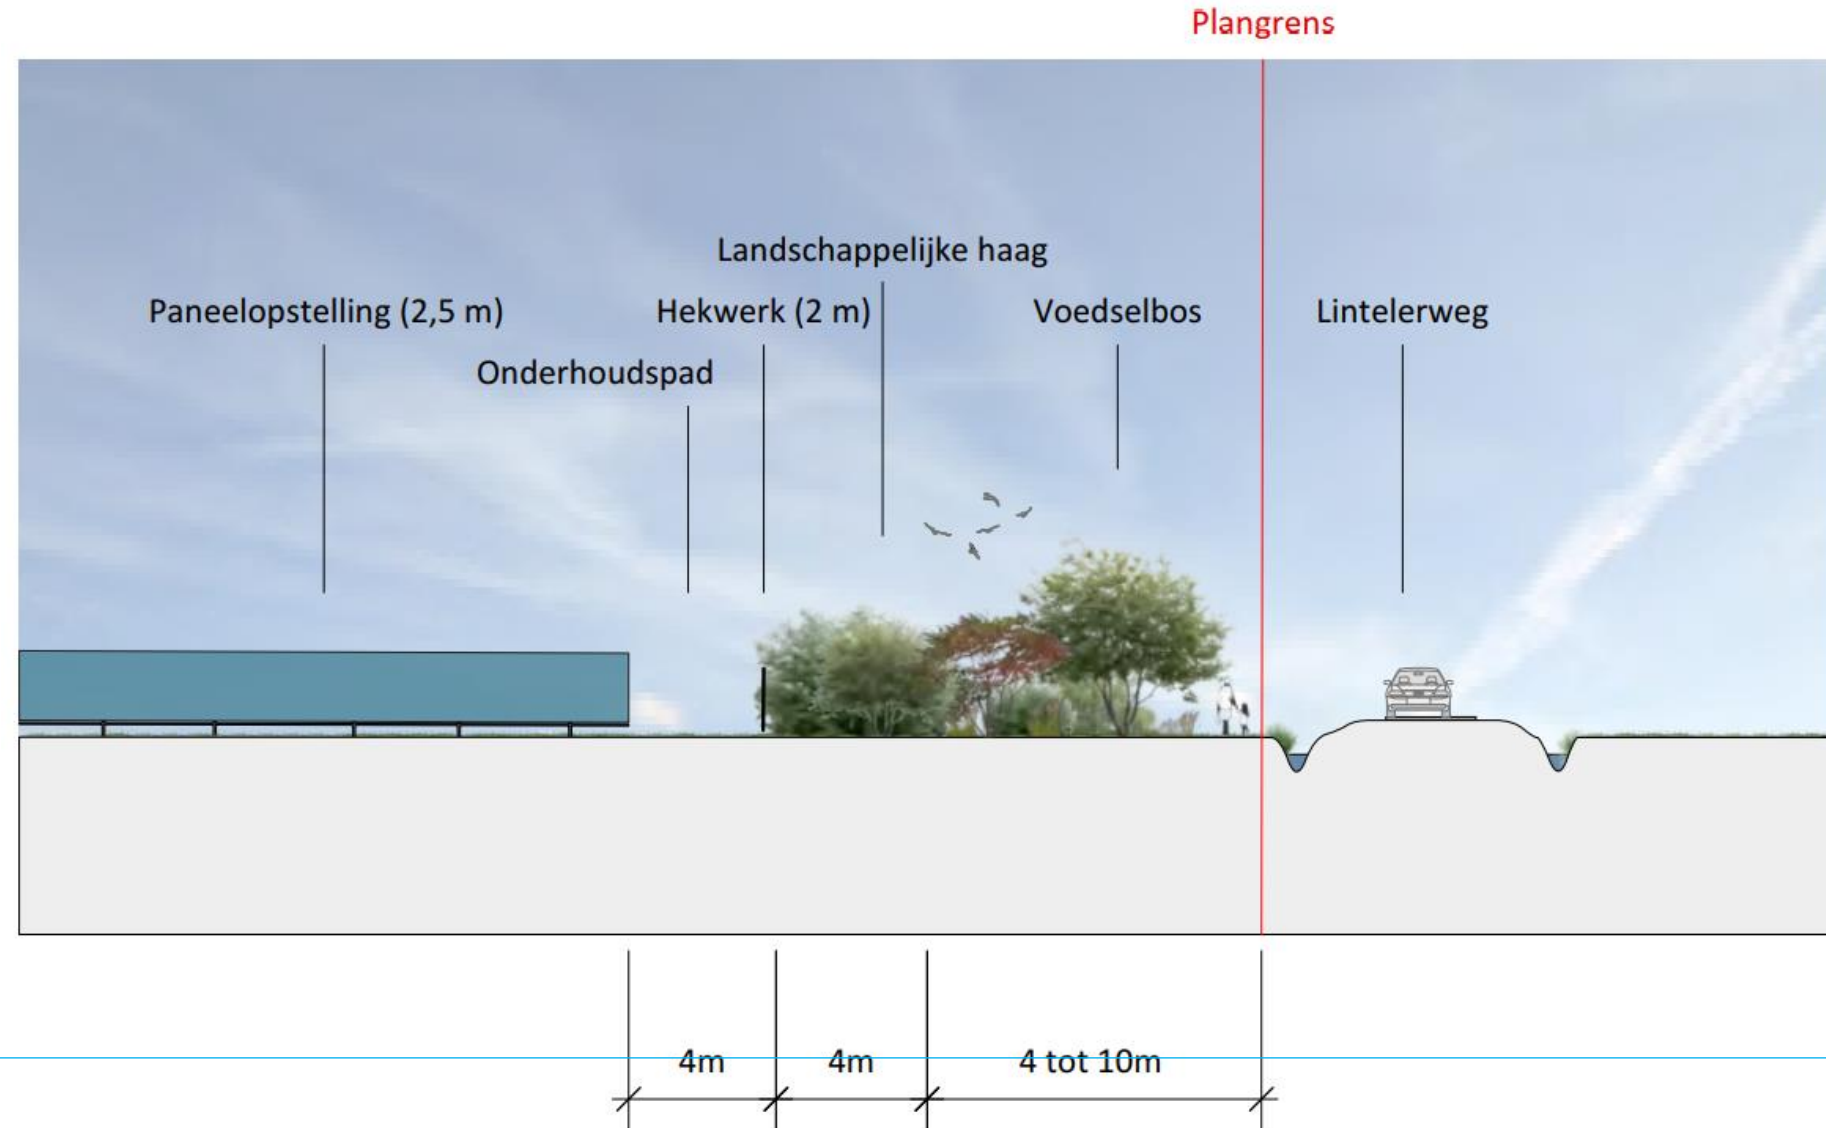 Plangrens
Landschappelijke haag
Paneelopstelling (2,5 m)
Hekwerk (2 m)
Voedselbos
Lintelerweg
Onderhoudspad
4m
4m
4 tot 10m